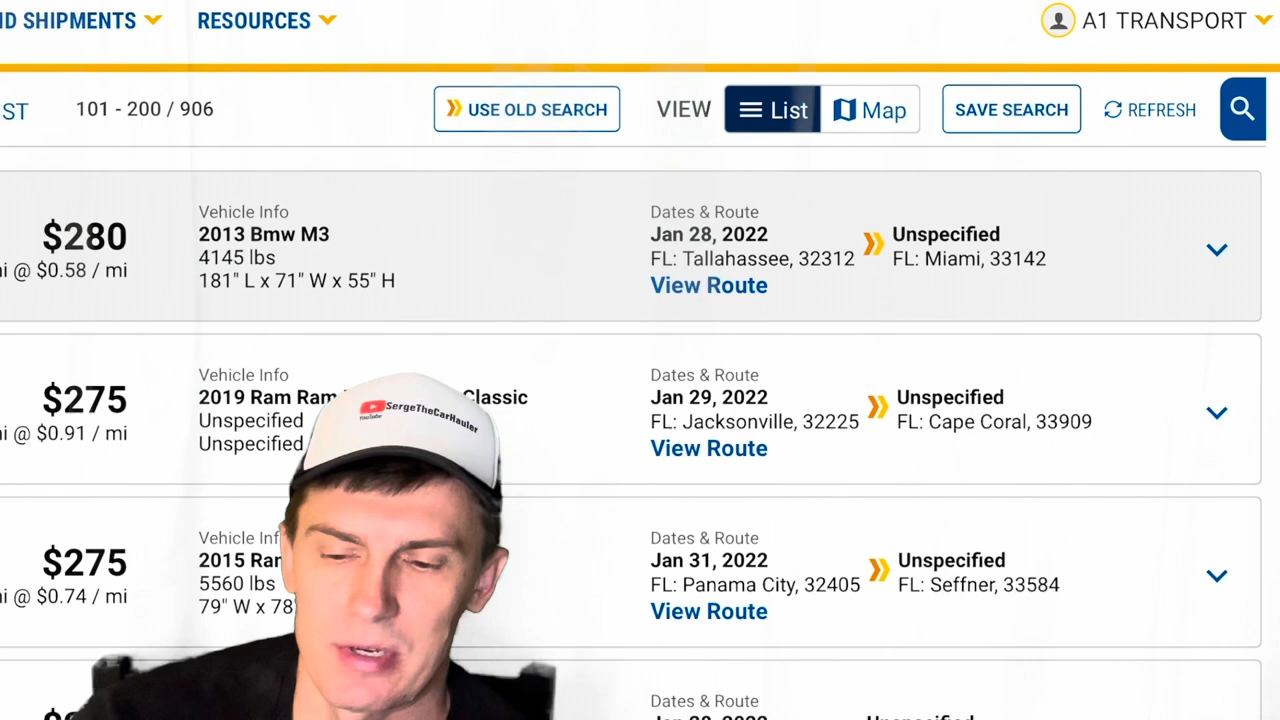 D SHIPMENTS
RESOURCES
A1 TRANSPORT
ST
101 - 200 / 906
USE OLD SEARCH
VIEW
List
Map
SAVE SEARCH
REFRESH
$280
@ $0.58 / mi
Vehicle Info
2013 Bmw M3
4145 lbs
181" L x 71" W x 55" H
Dates & Route
Jan 28, 2022
FL: Tallahassee, 32312
View Route
Unspecified
FL: Miami, 33142
$275
@ $0.91 / mi
Vehicle Info
2019 Ram Ram Classic
Unspecified
Unspecified
Dates & Route
Jan 29, 2022
FL: Jacksonville, 32225
View Route
Unspecified
FL: Cape Coral, 33909
YouTube SergeTheCarHauler
$275
@ $0.74 / mi
Vehicle Inf
2015 Ram
5560 lbs
79" W x 78
Dates & Route
Jan 31, 2022
FL: Panama City, 32405
View Route
Unspecified
FL: Seffner, 33584
Dates & Route